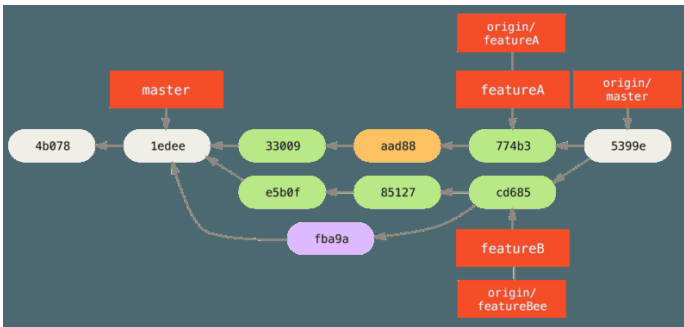 origin/
featureA
master
featureA
origin/
master
4b078
1edee
33009
aad88
774b3
5399e
e5b0f
85127
cd685
fba9a
featureB
origin/
featureBee